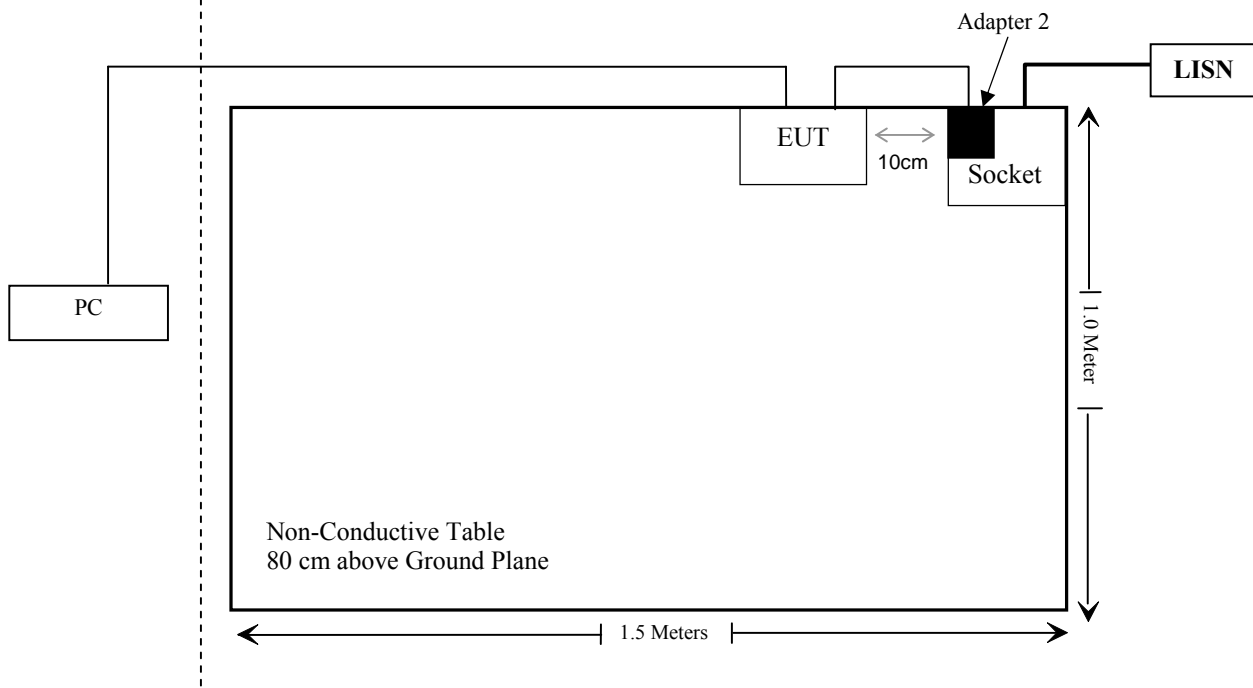 Adapter 2
LISN
EUT
10cm
Socket
PC
1.0 Meter
Non-Conductive Table
80 cm above Ground Plane
1.5 Meters